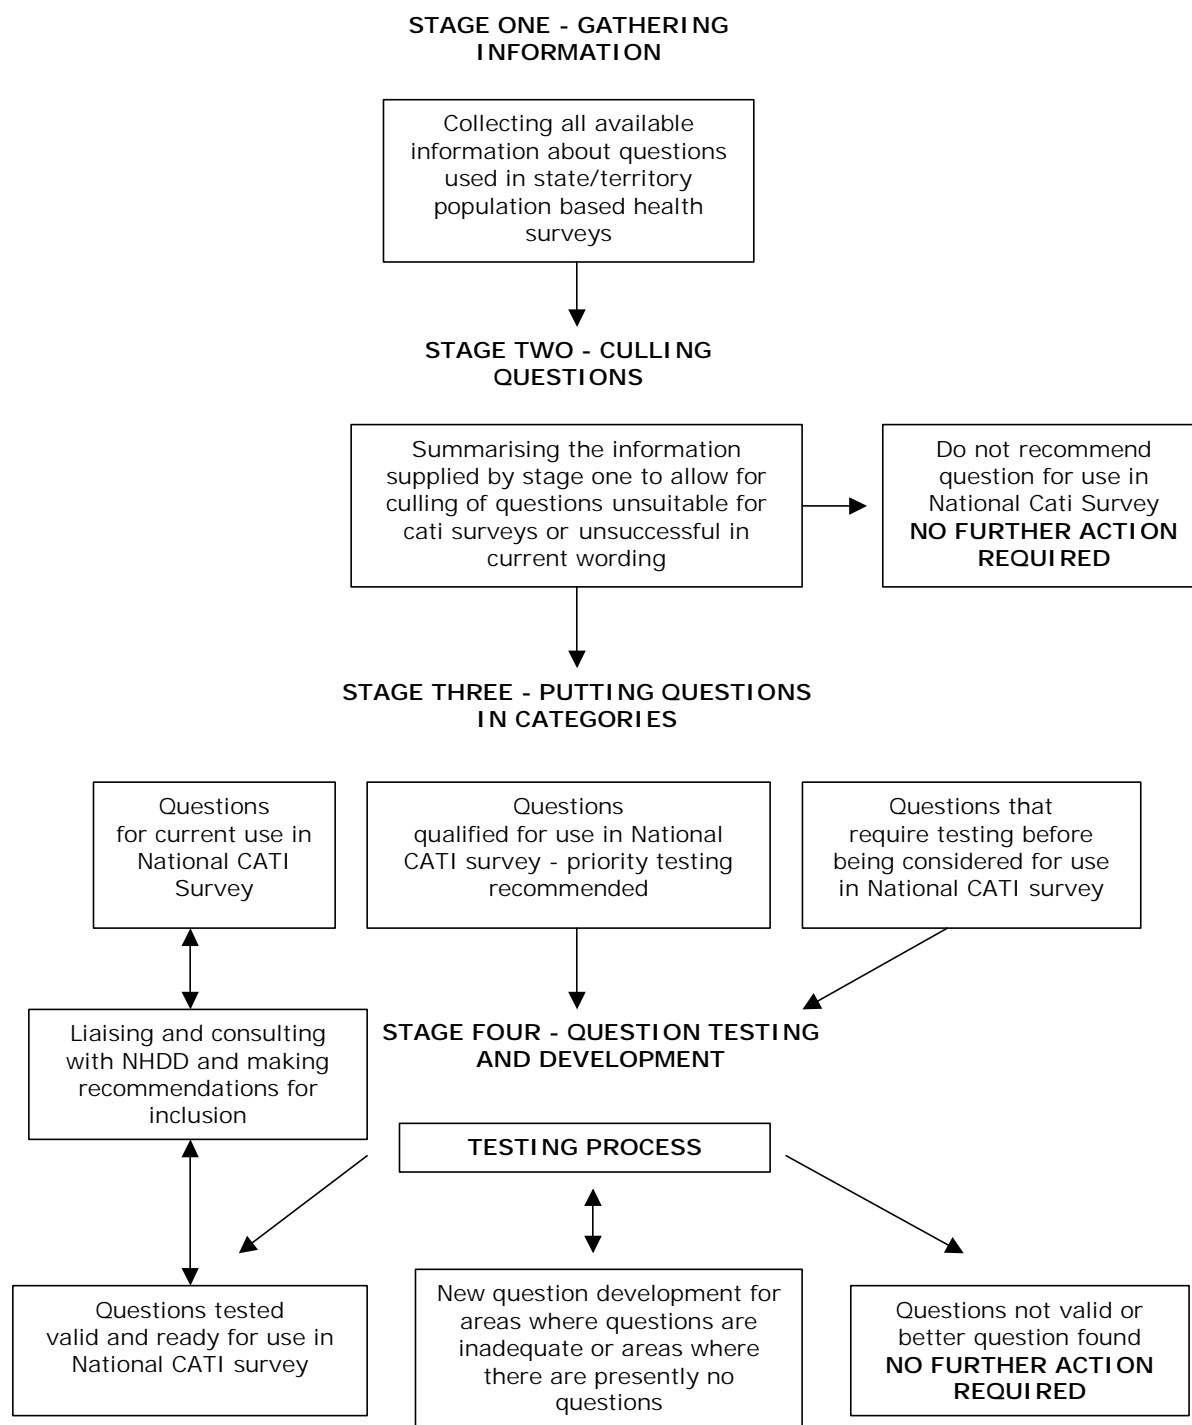 STAGE ONE - GATHERING
INFORMATION
Collecting all available
information about questions
used in state/territory
population based health
surveys
STAGE TWO - CULLING
QUESTIONS
Summarising the information
supplied by stage one to allow for
culling of questions unsuitable for
cati surveys or unsuccessful in
current wording
Do not recommend
question for use in
National Cati Survey
NO FURTHER ACTION
REQUIRED
STAGE THREE - PUTTING QUESTIONS
IN CATEGORIES
Questions
for current use in
National CATI
Survey
Questions
qualified for use in National
CATI survey - priority testing
recommended
Questions that
require testing before
being considered for use
in National CATI survey
Liaising and consulting
with NHDD and making
recommendations for
inclusion
STAGE FOUR - QUESTION TESTING
AND DEVELOPMENT
TESTING PROCESS
Questions tested
valid and ready for use in
National CATI survey
New question development for
areas where questions are
inadequate or areas where
there are presently no
questions
Questions not valid or
better question found
NO FURTHER ACTION
REQUIRED